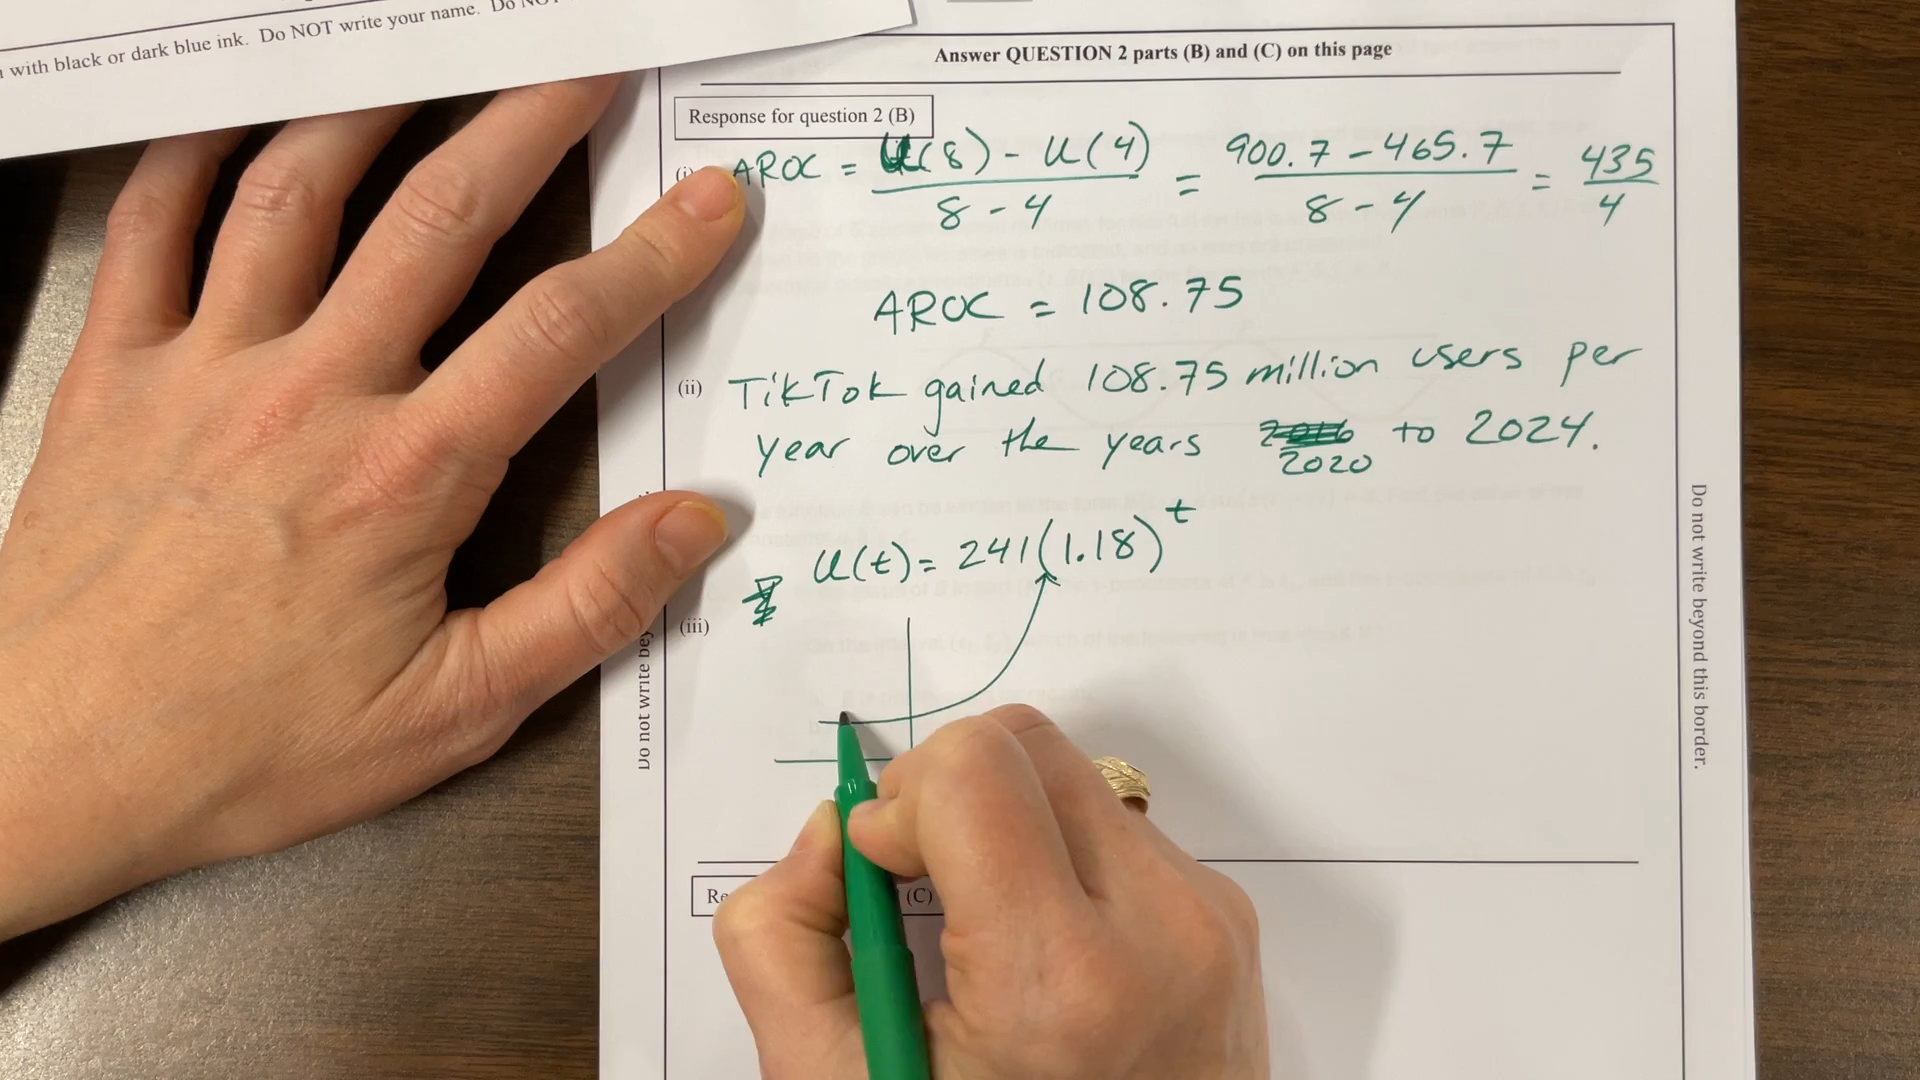 with black or dark blue ink. Do NOT write your name. Do
Answer QUESTION 2 parts (B) and (C) on this page
Response for question 2 (B)
(i) AROC = U(8) - U(4) / 8 - 4 = 900.7 - 465.7 / 8 - 4 = 435 / 4
AROC = 108.75
(ii) TikTok gained 108.75 million users per
year over the years to 2024.
2020
U(t) = 241(1.18)^t
(iii)
(C)
Do not write beyond this border.
Do not write